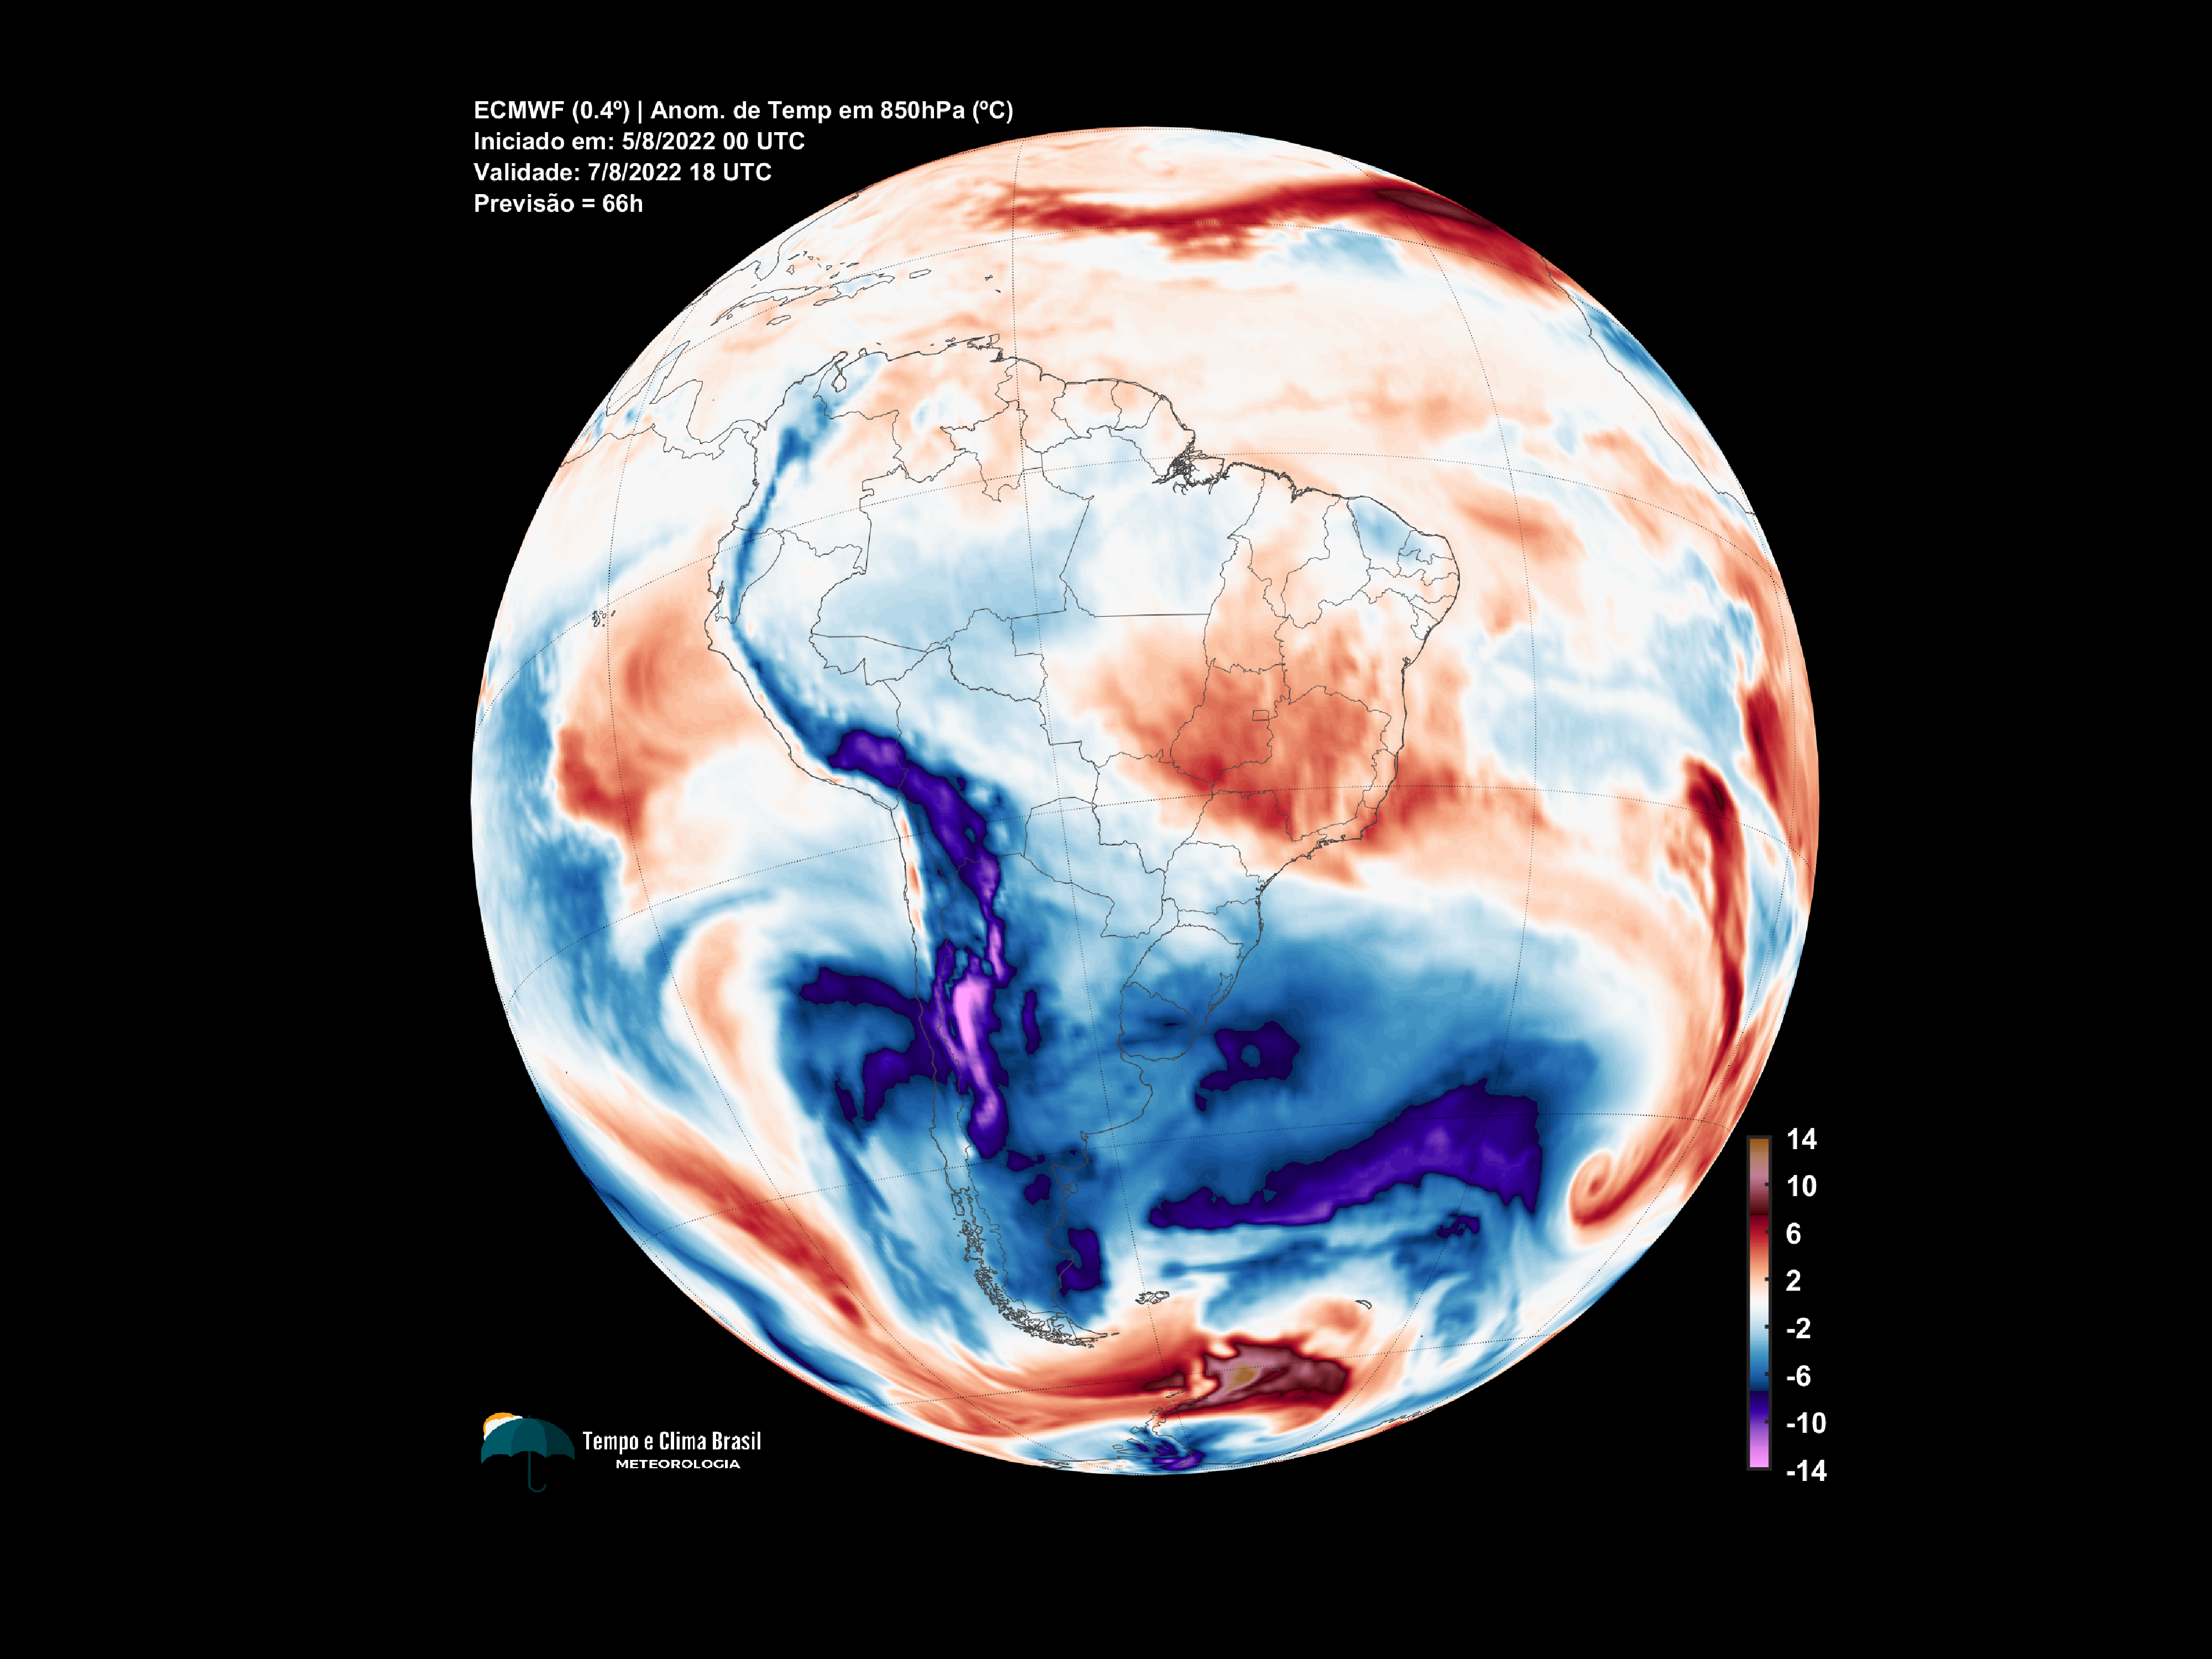 ECMWF (0.4º) | Anom. de Temp em 850hPa (ºC)
Iniciado em: 5/8/2022 00 UTC
Validade: 7/8/2022 18 UTC
Previsão = 66h
14
10
6
2
-2
-6
-10
-14
Tempo e Clima Brasil
METEOROLOGIA